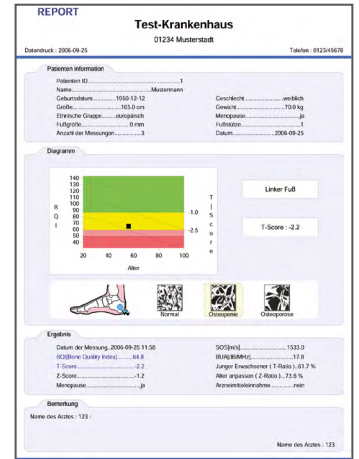 REPORT
Test-Krankenhaus
01234 Musterstadt
Datendruck : 2006-09-25 Telefon : 0123/45678
Patienten information
Patienten ID....................................1
Name............................Mustermann
Geburtsdatum............1950-12-12 Geschlecht.................weiblich
Größe............................165.0 cm Gewicht......................70.0 kg
Ethnische Gruppe.......europäisch Menopause........................ja
Fußgröße.............................0 mm Fußstütze...........................1
Anzahl der Messungen...........3 Datum...................2006-09-25
Diagramm
140
130
120
110
100
90
80
70
60
50
40
B Q I
20 40 60 80 100
Alter
-1.0
-2.5
T | S c o r e
Linker Fuß
T-Score : -2.2
Normal Osteopenie Osteoporose
Ergebnis
Datum der Messung..2006-09-25 11:58 SOS[m/s]......................1533.0
BQI(Bone Quality Index)........64.8 BUA[dB/MHz)..................17.8
T-Score...............................-2.2 Junger Erwachsener ( T-Ratio )...61.7 %
Z-Score...............................-1.2 Alter anpassen ( Z-Ratio )...73.6 %
Menopause............................ja Arzneimitteleinnahme............nein
Bemerkung
Name des Arztes : 123 :
Name des Arztes : 123